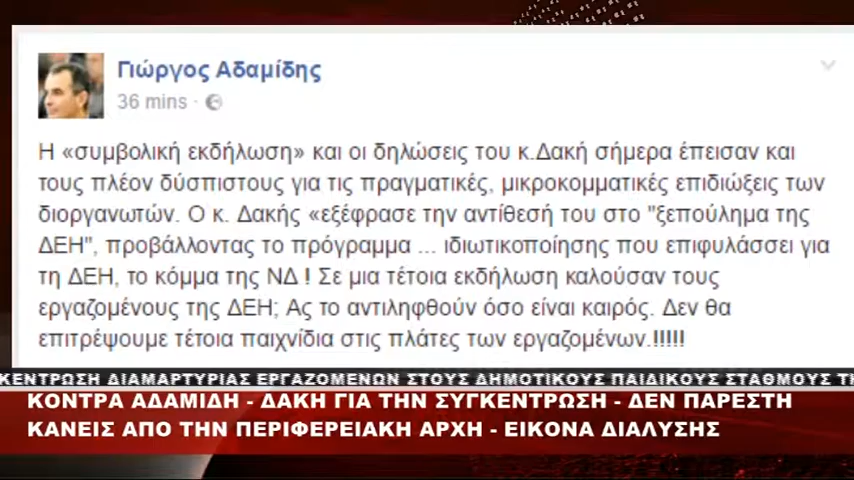 Γιώργος Αδαμίδης
36 mins ·
Η «συμβολική εκδήλωση» και οι δηλώσεις του κ.Δακή σήμερα έπεισαν και
τους πλέον δύσπιστους για τις πραγματικές, μικροκομματικές επιδιώξεις των
διοργανωτών. Ο κ. Δακής «εξέφρασε την αντίθεσή του στο "ξεπούλημα της
ΔΕΗ", προβάλλοντας το πρόγραμμα ... ιδιωτικοποίησης που επιφυλάσσει για
τη ΔΕΗ, το κόμμα της ΝΔ ! Σε μια τέτοια εκδήλωση καλούσαν τους
εργαζομένους της ΔΕΗ; Ας το αντιληφθούν όσο είναι καιρός. Δεν θα
επιτρέψουμε τέτοια παιχνίδια στις πλάτες των εργαζομένων.!!!!!
ΚΕΝΤΡΩΣΗ ΔΙΑΜΑΡΤΥΡΙΑΣ ΕΡΓΑΖΟΜΕΝΩΝ ΣΤΟΥΣ ΔΗΜΟΤΙΚΟΥΣ ΠΑΙΔΙΚΟΥΣ ΣΤΑΘΜΟΥΣ ΤΗ
ΚΟΝΤΡΑ ΑΔΑΜΙΔΗ - ΔΑΚΗ ΓΙΑ ΤΗΝ ΣΥΓΚΕΝΤΡΩΣΗ - ΔΕΝ ΠΑΡΕΣΤΗ
ΚΑΝΕΙΣ ΑΠΟ ΤΗΝ ΠΕΡΙΦΕΡΕΙΑΚΗ ΑΡΧΗ - ΕΙΚΟΝΑ ΔΙΑΛΥΣΗΣ